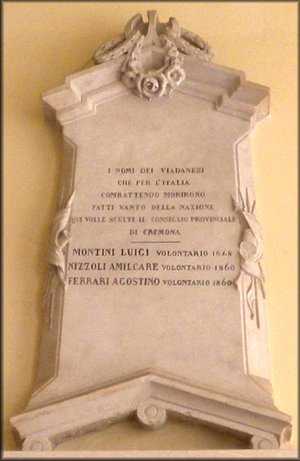 I NOMI DEI VIADANESI
CHE PER L'ITALIA
COMBATTENDO MORIRONO
FATTI VANTO DELLA NAZIONE
QUI VOLLE SCULTI IL CONSIGLIO PROVINCIALE
DI CREMONA
MONTINI LUIGI VOLONTARIO 1848
NIZZOLI AMILCARE VOLONTARIO 1860
FERRARI AGOSTINO VOLONTARIO 1860